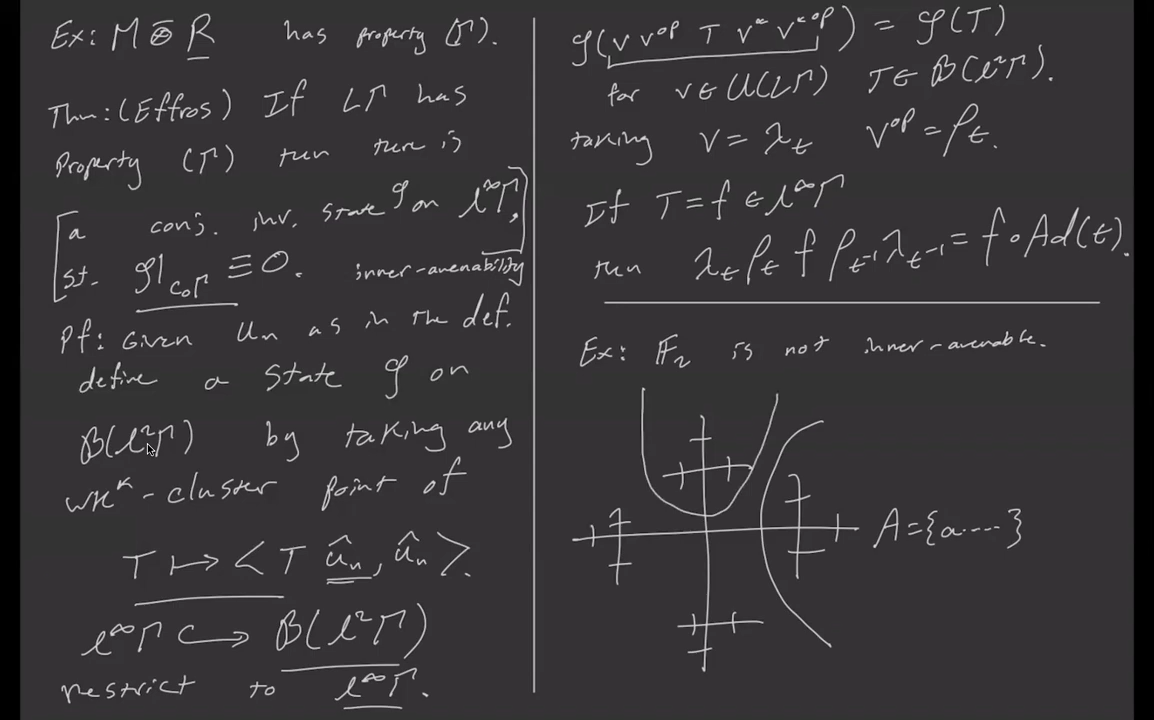 Ex: M ⊗̄ R has property (Γ).
Thm: (Effros) If LΓ has
Property (Γ) then there is
a conj. inv. state φ on ℓ^∞Γ,
st. φ|_{c₀Γ} ≡ 0. inner-amenability
Pf: Given u_n as in the def.
define a state φ on
B(ℓ²Γ) by taking any
wk*-cluster point of
T ↦ <T û_n, û_n>.
ℓ^∞Γ ↪ B(ℓ²Γ)
restrict to ℓ^∞Γ.
φ(v v^{op} T v* v*^{op}) = φ(T)
for v ∈ U(LΓ) T ∈ B(ℓ²Γ).
taking v = λ_t v^{op} = ρ_t.
If T = f ∈ ℓ^∞Γ
then λ_t ρ_t f ρ_{t^{-1}} λ_{t^{-1}} = f∘Ad(t).
Ex: F₂ is not inner-amenable.
A = {a....}